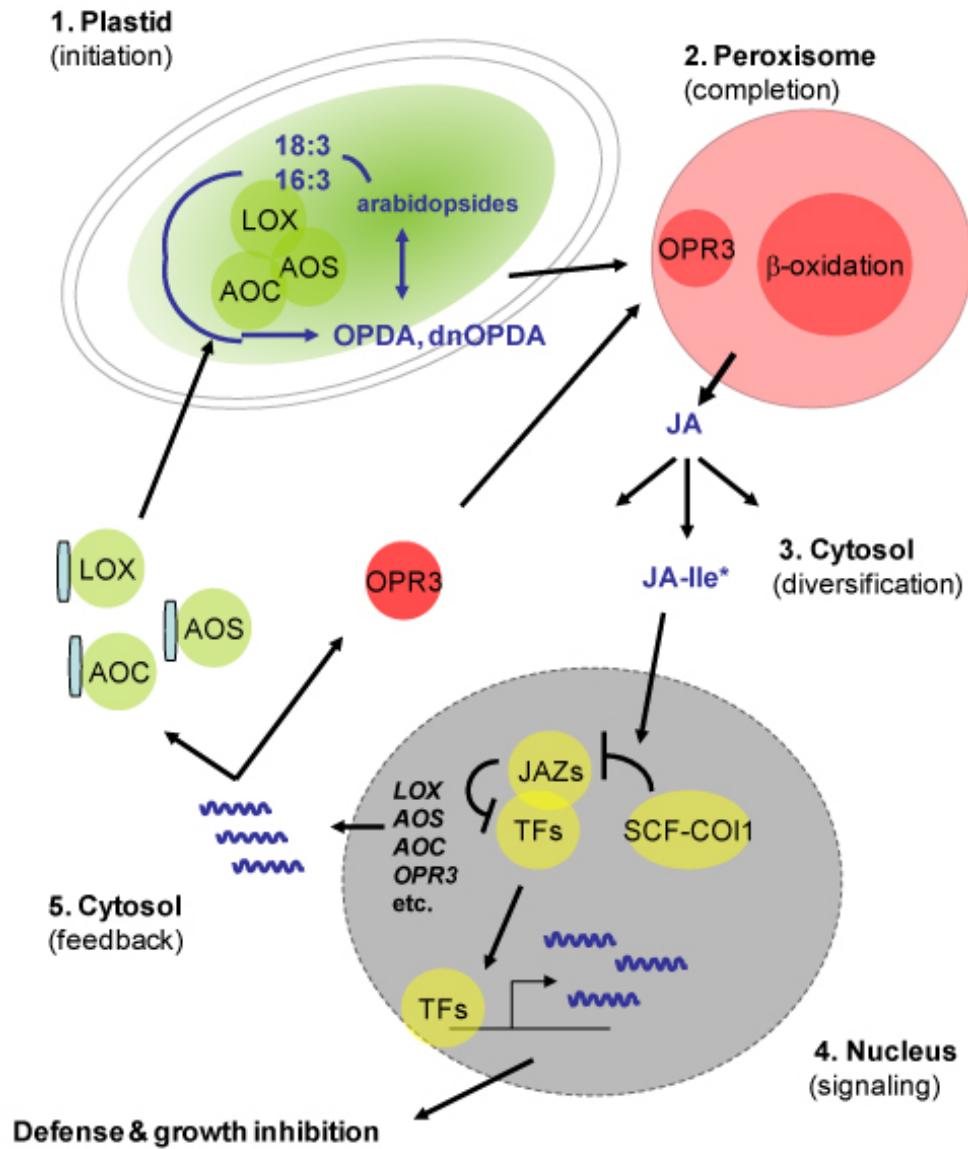 1. Plastid
(initiation)
2. Peroxisome
(completion)
18:3
16:3
LOX
arabidopsides
AOS
AOC
OPDA, dnOPDA
OPR3
β-oxidation
JA
3. Cytosol
(diversification)
JA-Ile*
LOX
AOS
AOC
OPR3
JAZs
TFs
SCF-COI1
LOX
AOS
AOC
OPR3
etc.
5. Cytosol
(feedback)
TFs
4. Nucleus
(signaling)
Defense & growth inhibition